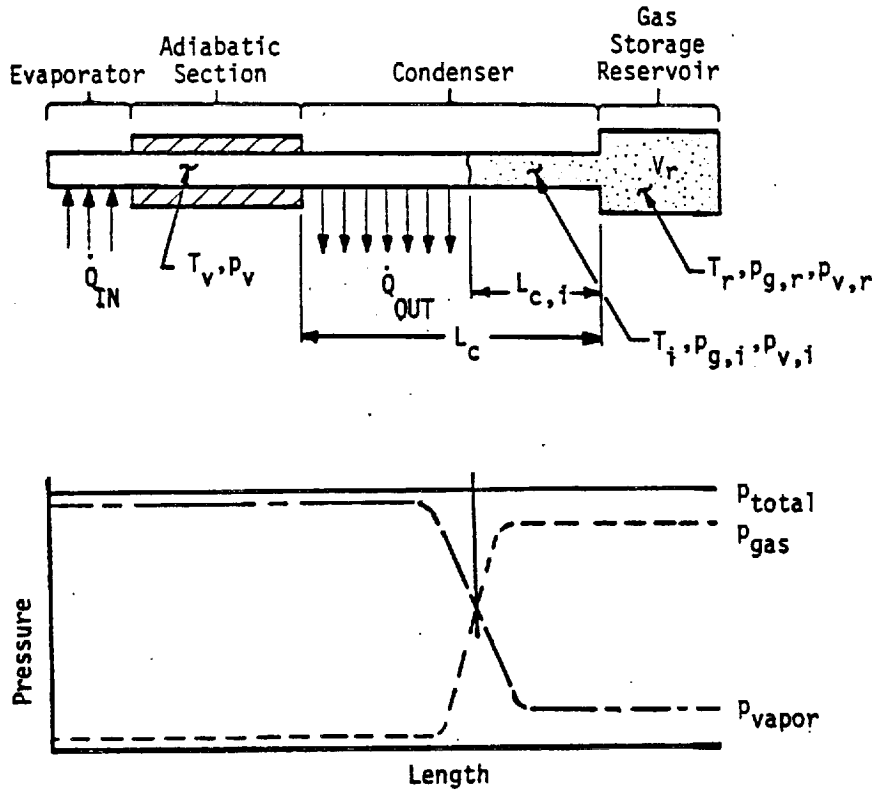 Gas
Storage
Reservoir
Adiabatic
Section
Evaporator
Condenser
V_r
Q̇_IN
T_v, p_v
Q̇_OUT
L_c,i
L_c
T_r, p_g,r, p_v,r
T_i, p_g,i, p_v,i
p_total
p_gas
p_vapor
Pressure
Length